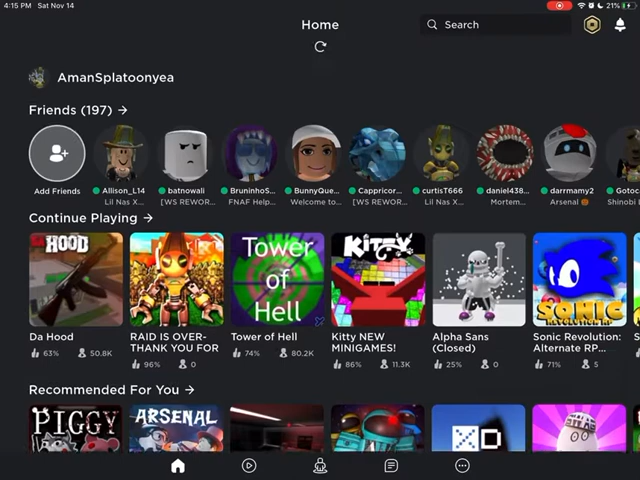 4:15 PM Sat Nov 14
21%
Home
Search
AmanSplatoonyea
Friends (197) →
Add Friends
Allison_L14
Lil Nas X...
batnowali
[WS REWOR...
BruninhoS...
FNAF Help...
BunnyQue...
Welcome to...
Cappricor...
[WS REWOR...
curtisT666
Lil Nas X...
daniel438...
Mortem...
darrmamy2
Arsenal
Gotoc
Shinobi L
Continue Playing →
HOOD
Tower of Hell
KITTY
SONIC
REVOLUTION RP
Da Hood
63% 50.8K
RAID IS OVER- THANK YOU FOR
96% 0
Tower of Hell
74% 80.2K
Kitty NEW MINIGAMES!
86% 11.3K
Alpha Sans (Closed)
25% 0
Sonic Revolution: Alternate RP...
71% 5
S
Recommended For You →
PIGGY
ARSENAL
XD